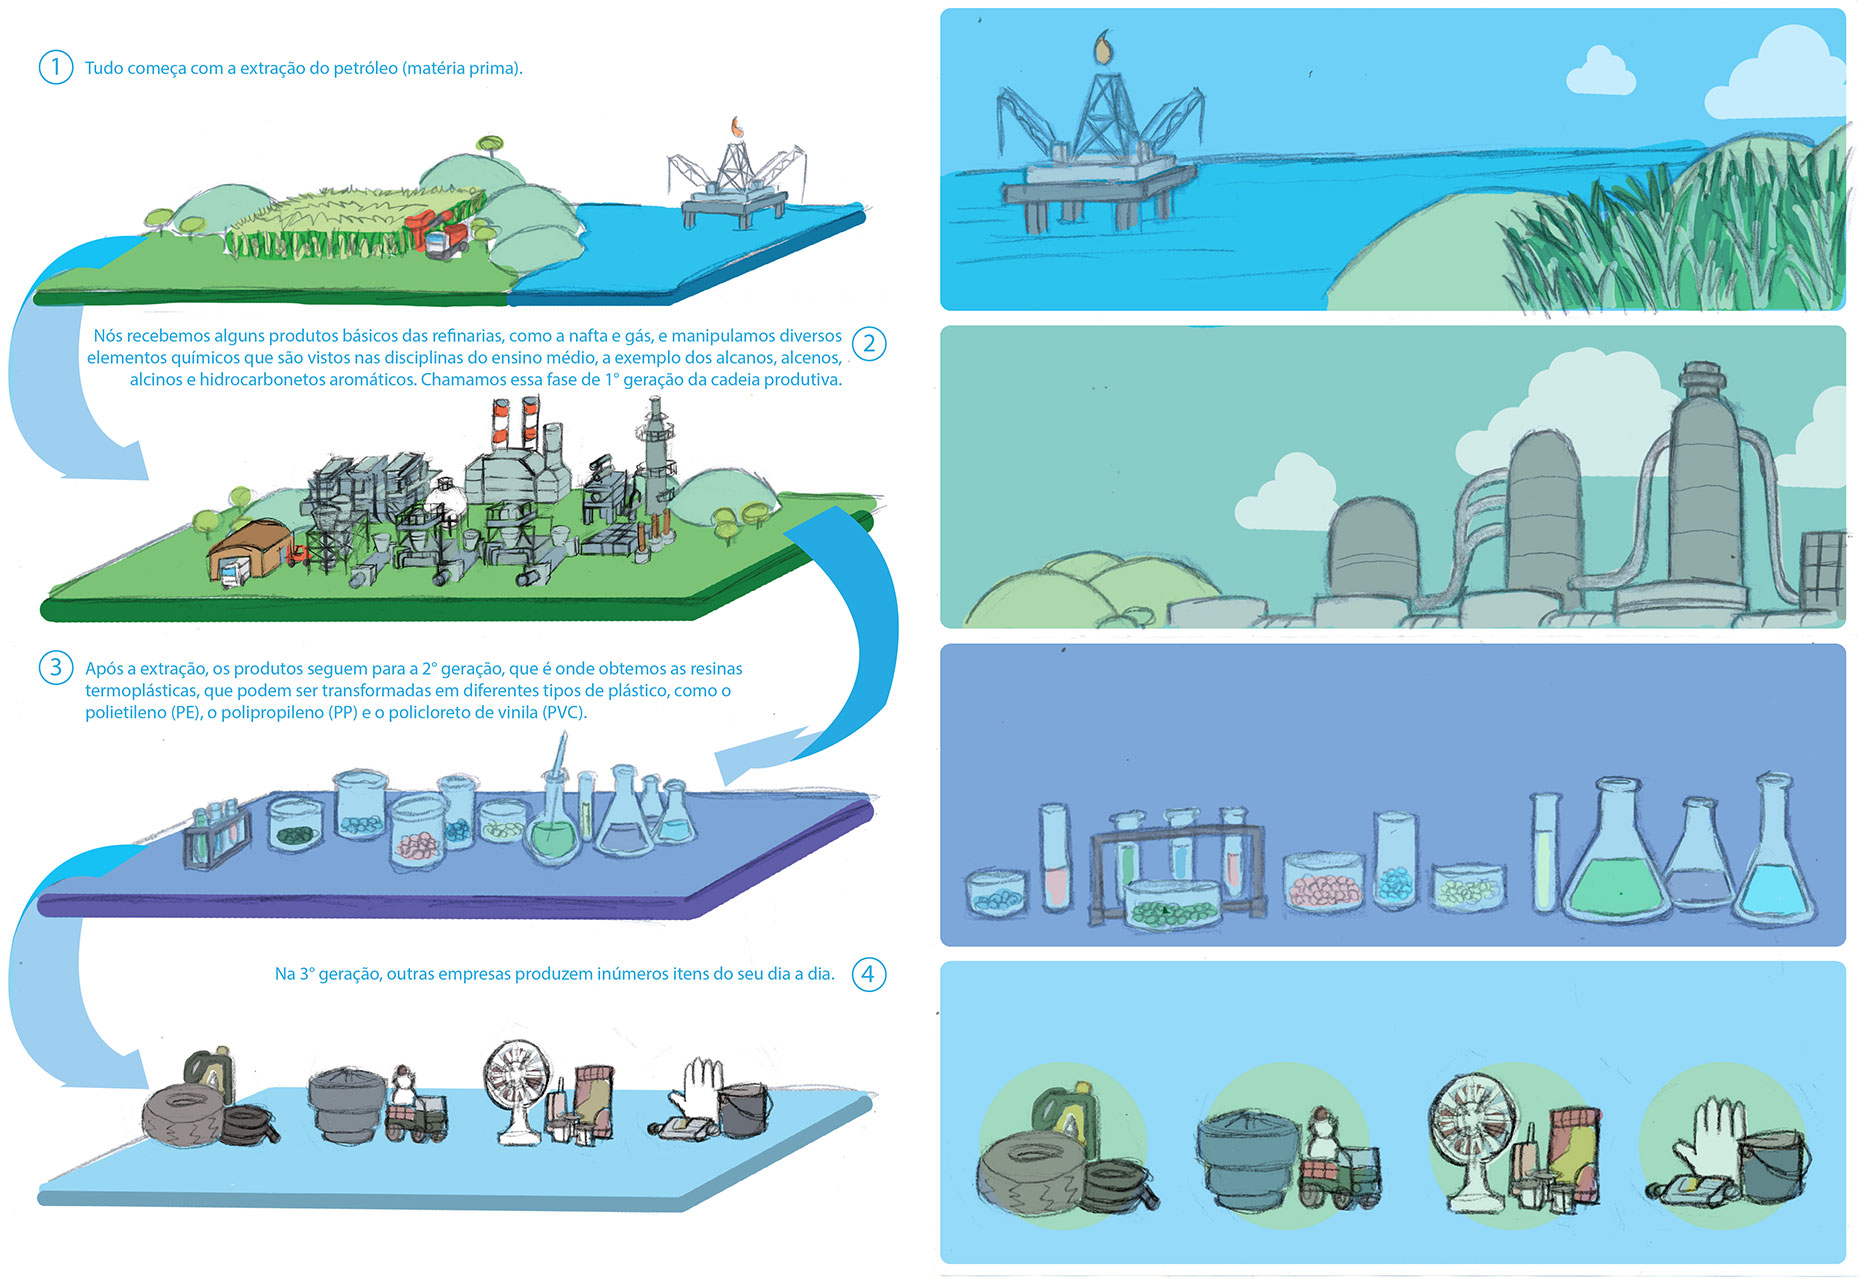 1 Tudo começa com a extração do petróleo (matéria prima).
Nós recebemos alguns produtos básicos das refinarias, como a nafta e gás, e manipulamos diversos 2
elementos químicos que são vistos nas disciplinas do ensino médio, a exemplo dos alcanos, alcenos,
alcinos e hidrocarbonetos aromáticos. Chamamos essa fase de 1° geração da cadeia produtiva.
3 Após a extração, os produtos seguem para a 2° geração, que é onde obtemos as resinas
termoplásticas, que podem ser transformadas em diferentes tipos de plástico, como o
polietileno (PE), o polipropileno (PP) e o policloreto de vinila (PVC).
Na 3° geração, outras empresas produzem inúmeros itens do seu dia a dia. 4